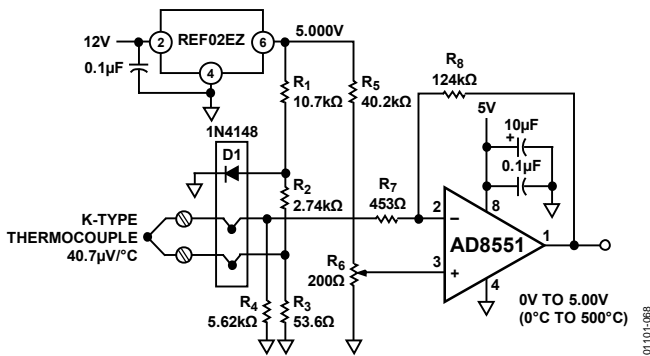 12V
2
REF02EZ
6
5.000V
0.1µF
4
R1
10.7kΩ
R5
40.2kΩ
R8
124kΩ
5V
10µF
+
0.1µF
1N4148
D1
R2
2.74kΩ
K-TYPE
THERMOCOUPLE
40.7µV/°C
R7
453Ω
2
−
8
AD8551
1
R6
200Ω
3
+
4
R4
5.62kΩ
R3
53.6Ω
0V TO 5.00V
(0°C TO 500°C)
01101-068